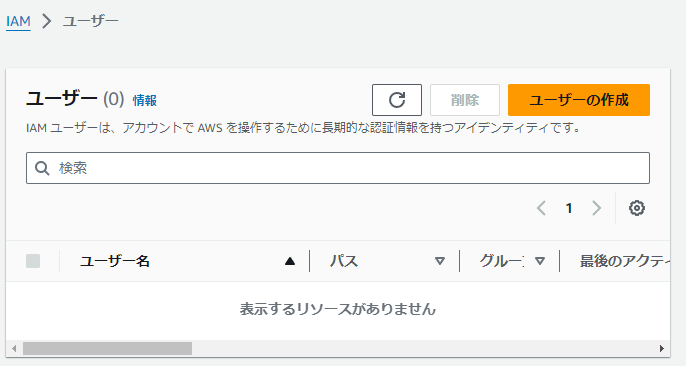 IAM > ユーザー
ユーザー (0) 情報 削除 ユーザーの作成
IAM ユーザーは、アカウントで AWS を操作するために長期的な認証情報を持つアイデンティティです。
検索
1
ユーザー名 パス グルー 最後のアクティ
表示するリソースがありません